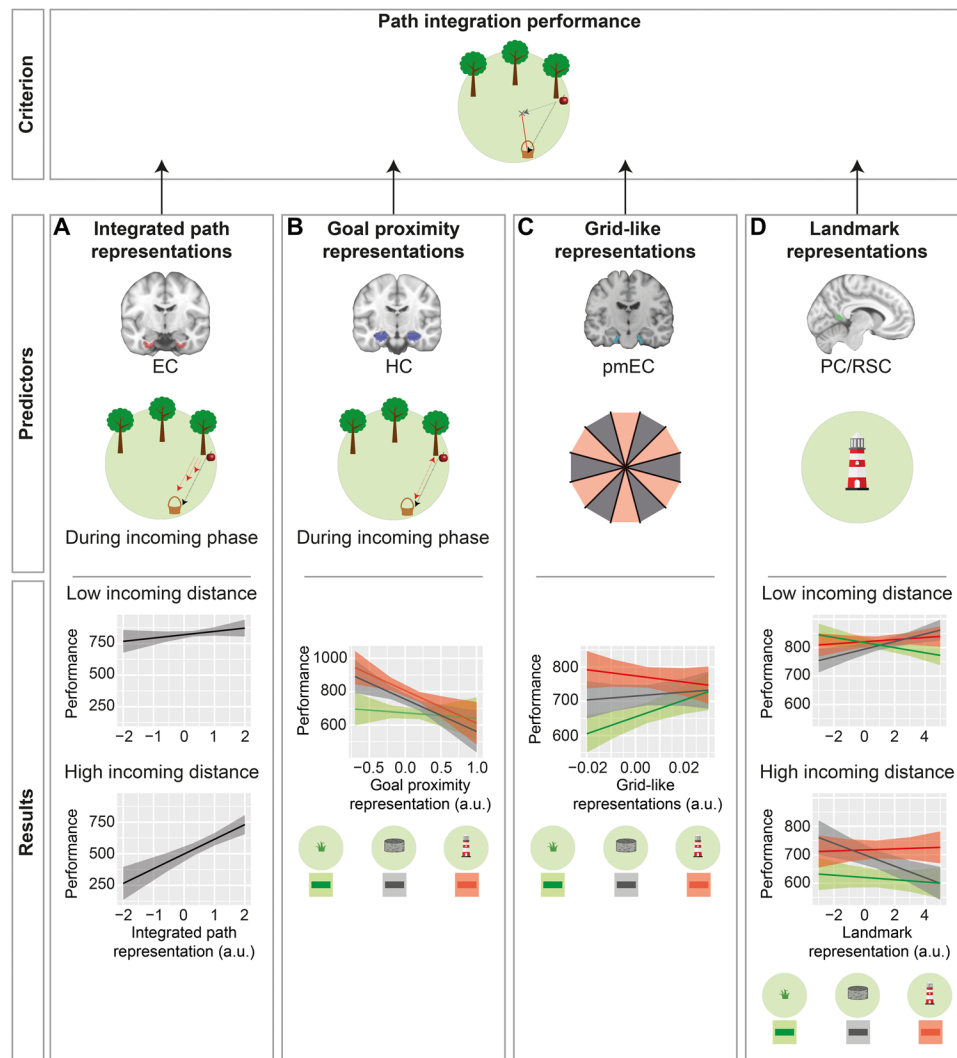 Criterion
Path integration performance
Predictors
A
Integrated path
representations
EC
During incoming phase
B
Goal proximity
representations
HC
During incoming phase
C
Grid-like
representations
pmEC
D
Landmark
representations
PC/RSC
Results
Low incoming distance
Performance
750
500
250
−2 −1 0 1 2
High incoming distance
Performance
750
500
250
−2 −1 0 1 2
Integrated path
representation (a.u.)
Performance
1000
800
600
−0.5 0.0 0.5 1.0
Goal proximity
representation (a.u.)
Performance
800
700
600
−0.02 0.00 0.02
Grid-like
representations (a.u.)
Low incoming distance
Performance
800
700
600
−2 0 2 4
High incoming distance
Performance
800
700
600
−2 0 2 4
Landmark
representation (a.u.)